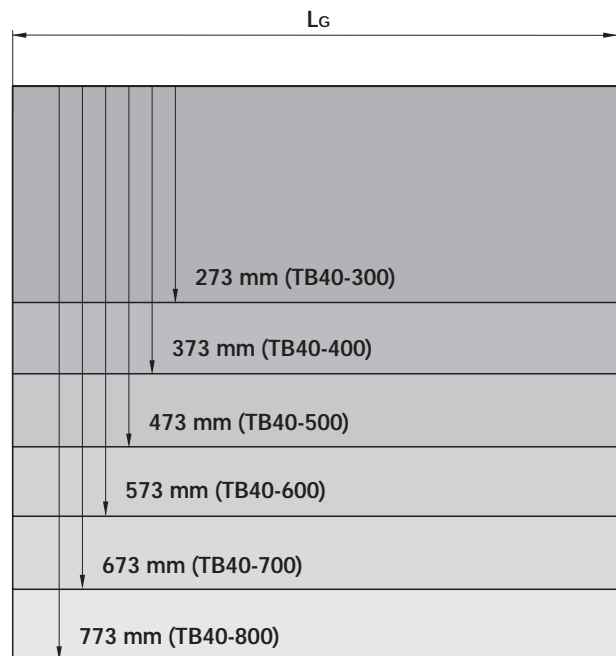 LG
273 mm (TB40-300)
373 mm (TB40-400)
473 mm (TB40-500)
573 mm (TB40-600)
673 mm (TB40-700)
773 mm (TB40-800)